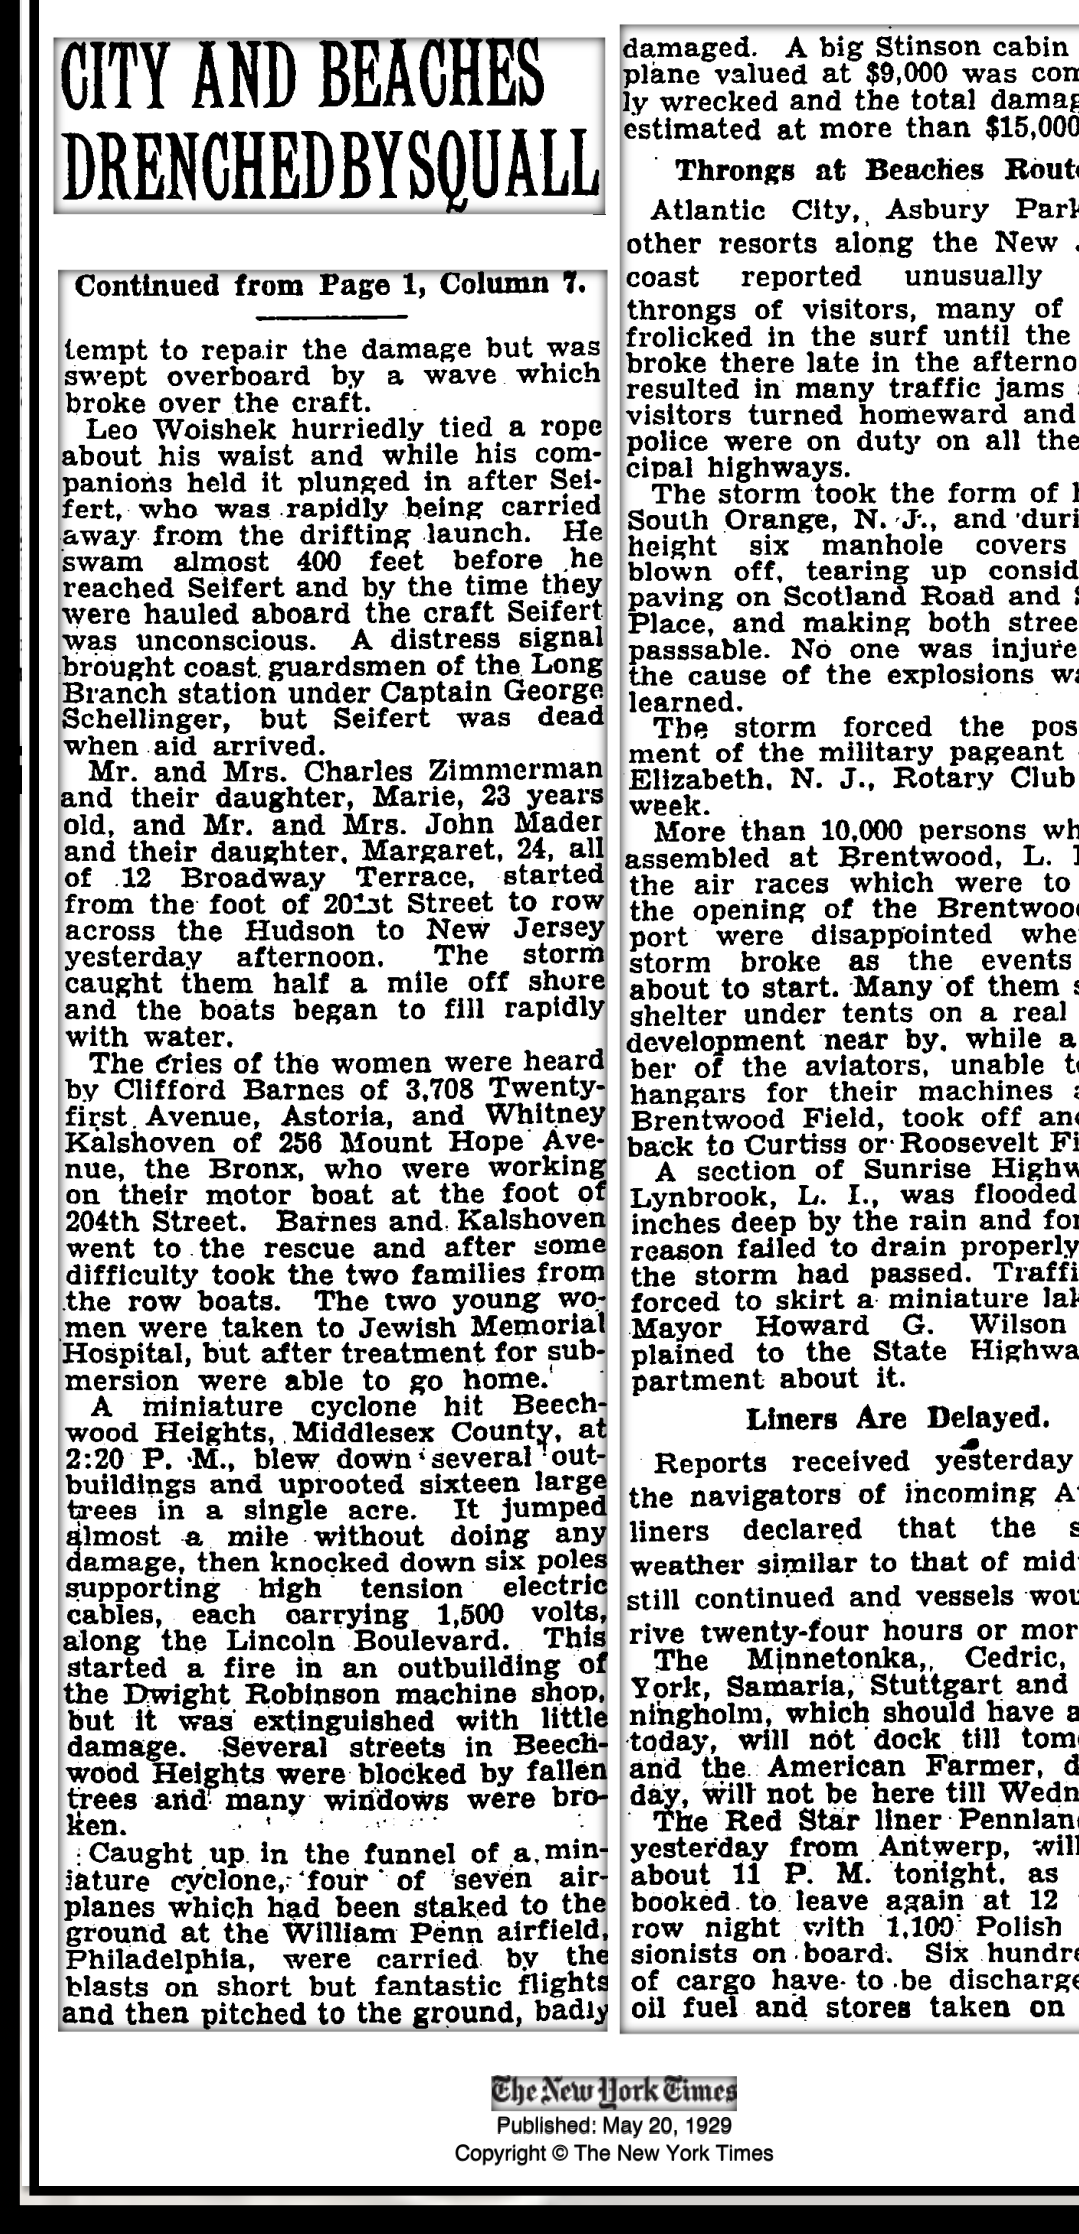 CITY AND BEACHES
DRENCHED BY SQUALL
Continued from Page 1, Column 7.
tempt to repair the damage but was
swept overboard by a wave which
broke over the craft.
Leo Woishek hurriedly tied a rope
about his waist and while his com-
panions held it plunged in after Sei-
fert, who was rapidly being carried
away from the drifting launch. He
swam almost 400 feet before he
reached Seifert and by the time they
were hauled aboard the craft Seifert
was unconscious. A distress signal
brought coast guardsmen of the Long
Branch station under Captain George
Schellinger, but Seifert was dead
when aid arrived.
Mr. and Mrs. Charles Zimmerman
and their daughter, Marie, 23 years
old, and Mr. and Mrs. John Mader
and their daughter, Margaret, 24, all
of 12 Broadway Terrace, started
from the foot of 201st Street to row
across the Hudson to New Jersey
yesterday afternoon. The storm
caught them half a mile off shore
and the boats began to fill rapidly
with water.
The cries of the women were heard
by Clifford Barnes of 3,708 Twenty-
first Avenue, Astoria, and Whitney
Kalshoven of 256 Mount Hope Ave-
nue, the Bronx, who were working
on their motor boat at the foot of
204th Street. Barnes and Kalshoven
went to the rescue and after some
difficulty took the two families from
the row boats. The two young wo-
men were taken to Jewish Memorial
Hospital, but after treatment for sub-
mersion were able to go home.
A miniature cyclone hit Beech-
wood Heights, Middlesex County, at
2:20 P. M., blew down several out-
buildings and uprooted sixteen large
trees in a single acre. It jumped
almost a mile without doing any
damage, then knocked down six poles
supporting high tension electric
cables, each carrying 1,500 volts,
along the Lincoln Boulevard. This
started a fire in an outbuilding of
the Dwight Robinson machine shop,
but it was extinguished with little
damage. Several streets in Beech-
wood Heights were blocked by fallen
trees and many windows were bro-
ken.
Caught up in the funnel of a min-
iature cyclone, four of seven air-
planes which had been staked to the
ground at the William Penn airfield,
Philadelphia, were carried by the
blasts on short but fantastic flights
and then pitched to the ground, badly
damaged. A big Stinson cabin
plane valued at $9,000 was com
ly wrecked and the total damag
estimated at more than $15,000
Throngs at Beaches Rout
Atlantic City, Asbury Park
other resorts along the New J
coast reported unusually
throngs of visitors, many of
frolicked in the surf until the
broke there late in the afterno
resulted in many traffic jams a
visitors turned homeward and
police were on duty on all the
cipal highways.
The storm took the form of h
South Orange, N. J., and duri
height six manhole covers
blown off, tearing up consid
paving on Scotland Road and S
Place, and making both stree
passsable. No one was injure
the cause of the explosions wa
learned.
The storm forced the pos
ment of the military pageant
Elizabeth, N. J., Rotary Club
week.
More than 10,000 persons wh
assembled at Brentwood, L. I
the air races which were to
the opening of the Brentwood
port were disappointed whe
storm broke as the events
about to start. Many of them s
shelter under tents on a real
development near by, while a
ber of the aviators, unable to
hangars for their machines a
Brentwood Field, took off and
back to Curtiss or Roosevelt Fi
A section of Sunrise Highw
Lynbrook, L. I., was flooded
inches deep by the rain and for
reason failed to drain properly
the storm had passed. Traffi
forced to skirt a miniature lak
Mayor Howard G. Wilson
plained to the State Highwa
partment about it.
Liners Are Delayed.
Reports received yesterday
the navigators of incoming At
liners declared that the s
weather similar to that of mid
still continued and vessels wou
rive twenty-four hours or mor
The Minnetonka, Cedric,
York, Samaria, Stuttgart and
ningholm, which should have a
today, will not dock till tomo
and the American Farmer, d
day, will not be here till Wedn
The Red Star liner Pennland
yesterday from Antwerp, will
about 11 P. M. tonight, as
booked to leave again at 12
row night with 1,100 Polish
sionists on board. Six hundre
of cargo have to be discharge
oil fuel and stores taken on
The New York Times
Published: May 20, 1929
Copyright © The New York Times